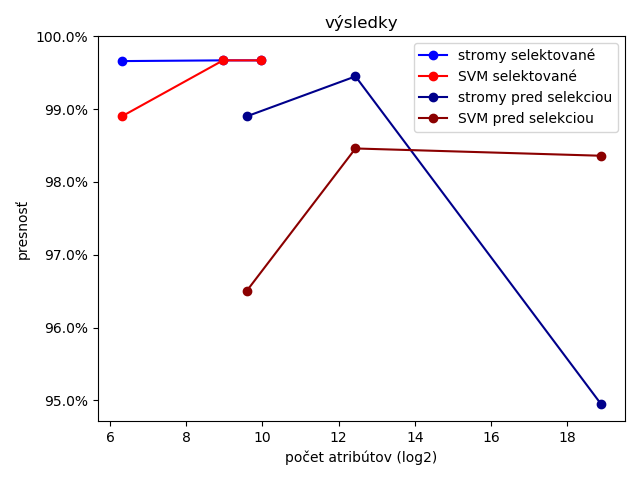 výsledky
100.0%
99.0%
98.0%
97.0%
96.0%
95.0%
presnosť
stromy selektované
SVM selektované
stromy pred selekciou
SVM pred selekciou
6 8 10 12 14 16 18
počet atribútov (log2)